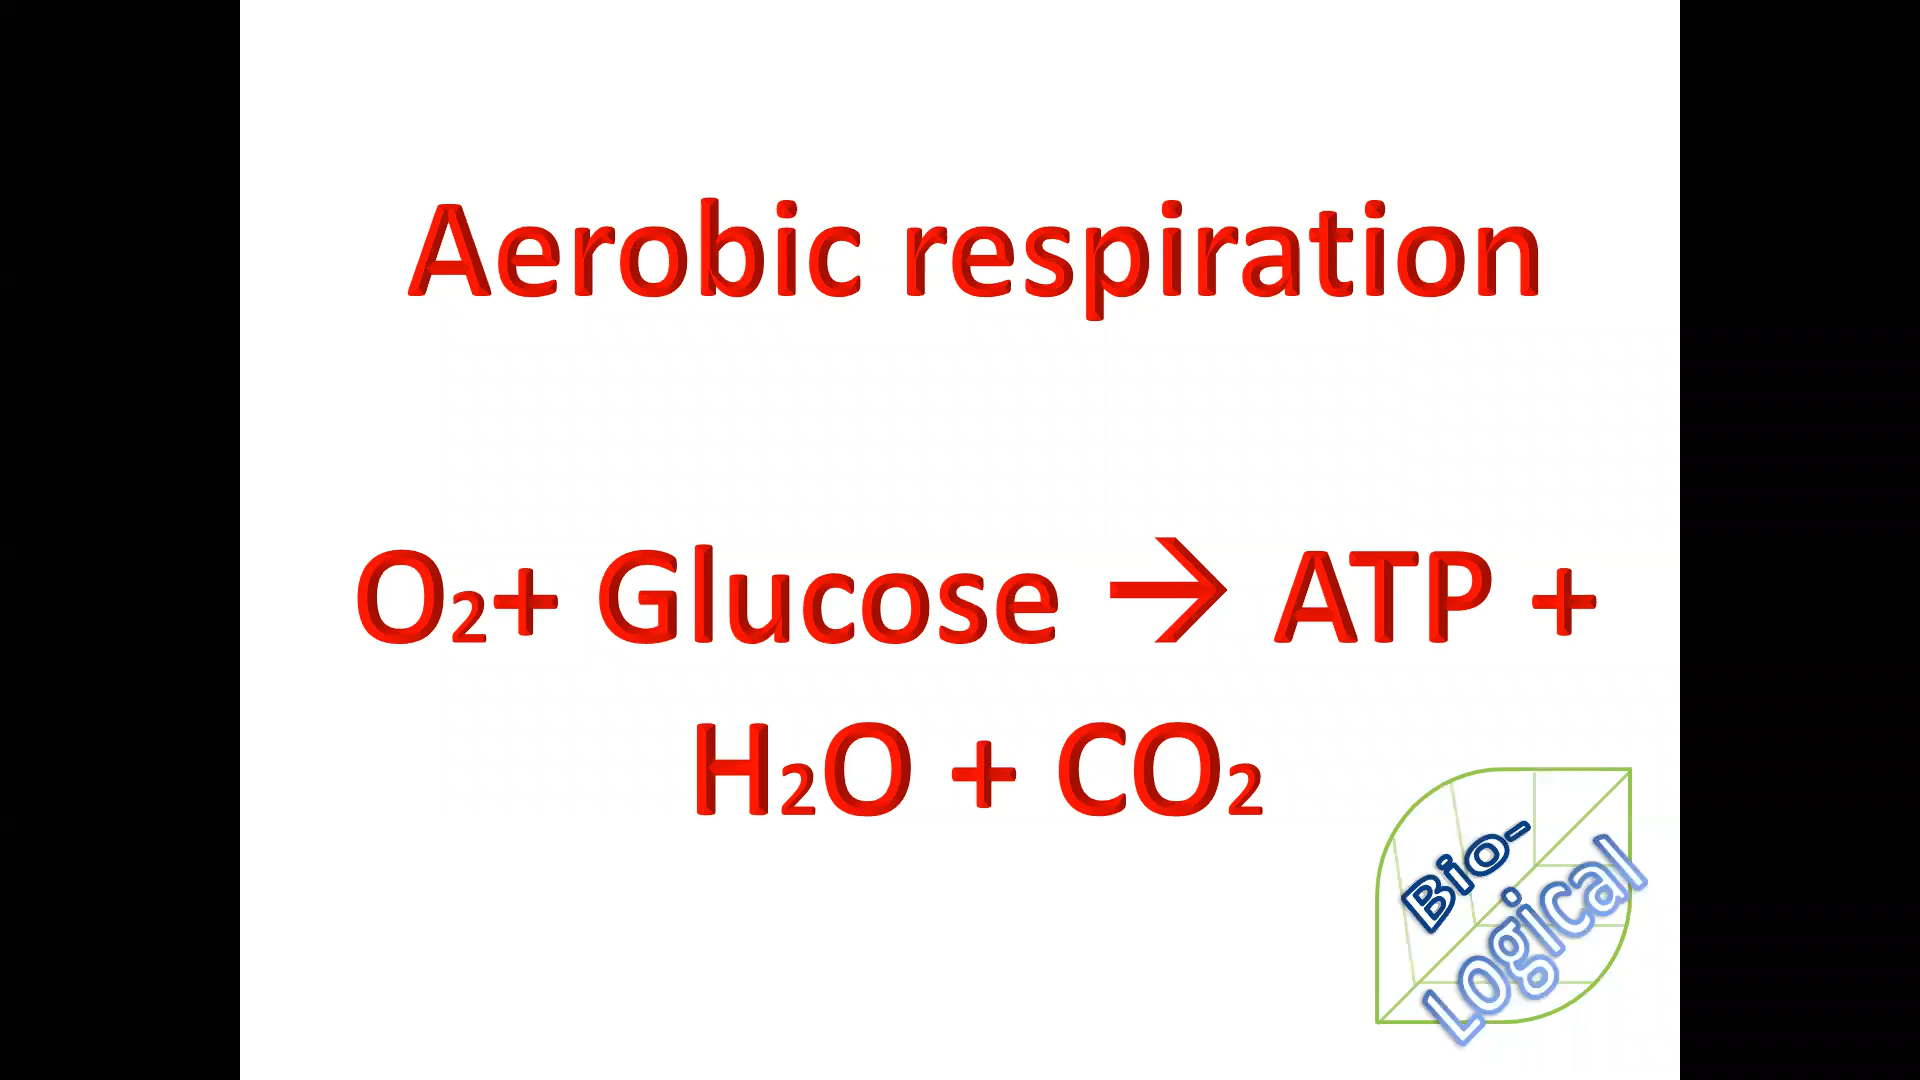 Aerobic respiration
O₂+ Glucose → ATP +
H₂O + CO₂
Bio-
Logical